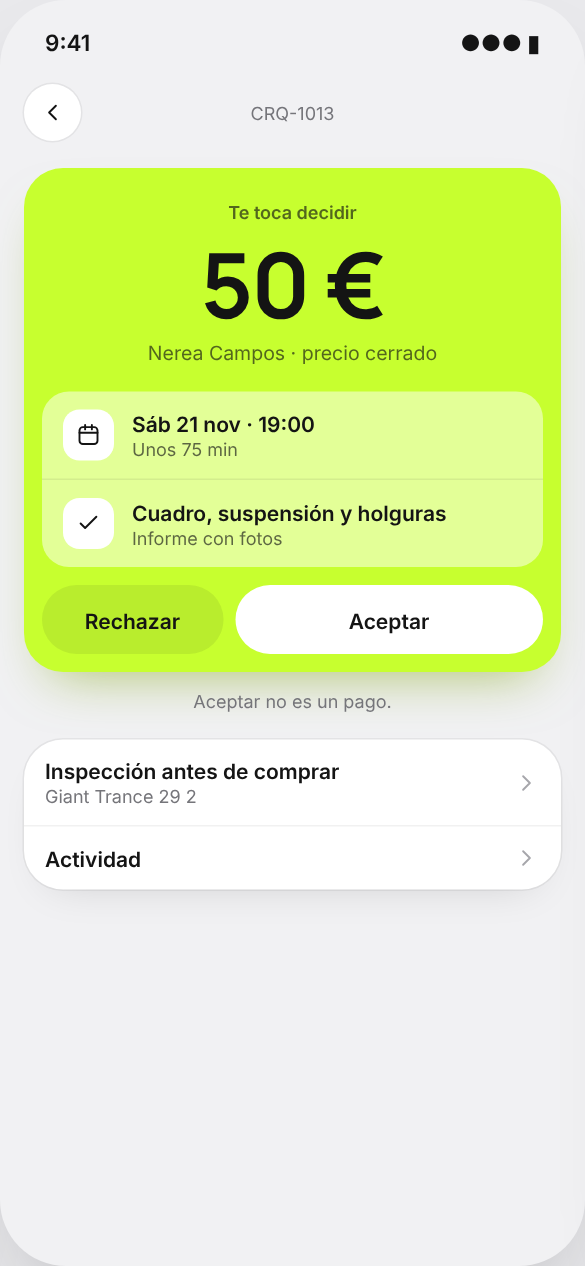 9:41
CRQ-1013
Te toca decidir
50 €
Nerea Campos · precio cerrado
Sáb 21 nov · 19:00
Unos 75 min
Cuadro, suspensión y holguras
Informe con fotos
Rechazar
Aceptar
Aceptar no es un pago.
Inspección antes de comprar
Giant Trance 29 2
Actividad